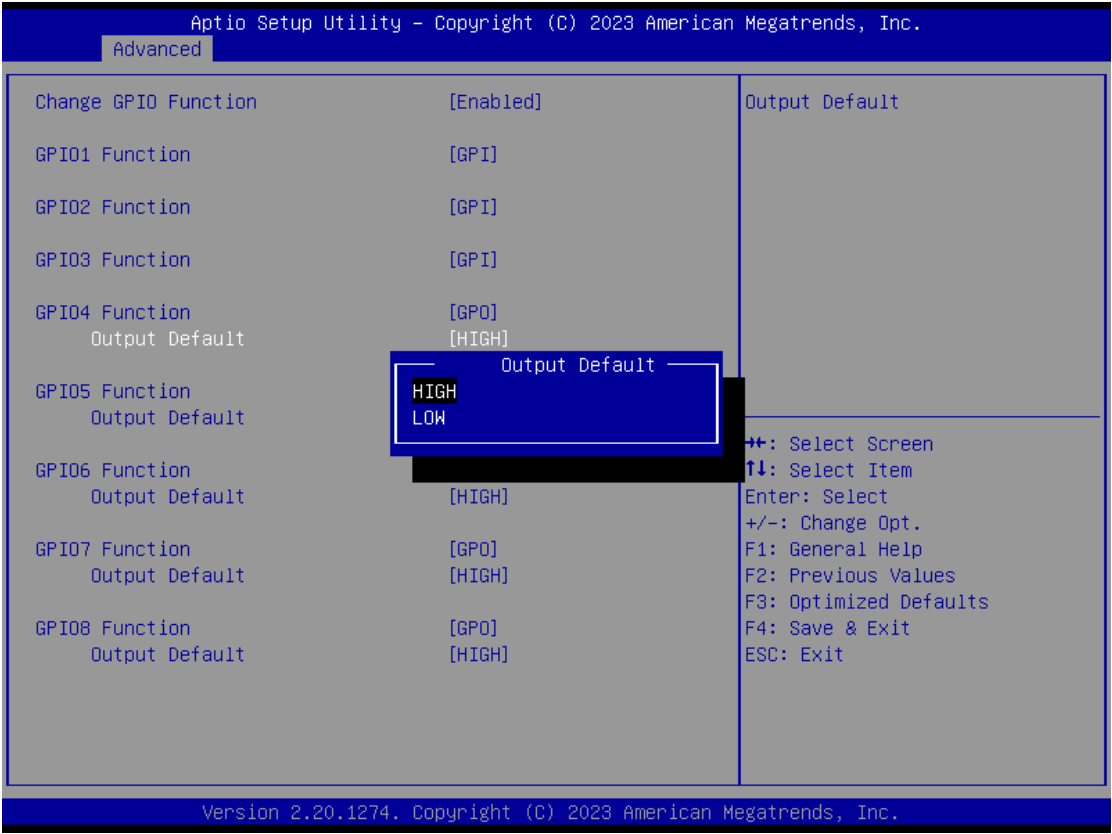 Aptio Setup Utility – Copyright (C) 2023 American Megatrends, Inc.
Advanced
Change GPIO Function [Enabled]
GPIO1 Function [GPI]
GPIO2 Function [GPI]
GPIO3 Function [GPI]
GPIO4 Function [GPO]
Output Default [HIGH]
GPIO5 Function
Output Default
GPIO6 Function
Output Default [HIGH]
GPIO7 Function [GPO]
Output Default [HIGH]
GPIO8 Function [GPO]
Output Default [HIGH]
Output Default
HIGH
LOW
Output Default
→←: Select Screen
↑↓: Select Item
Enter: Select
+/-: Change Opt.
F1: General Help
F2: Previous Values
F3: Optimized Defaults
F4: Save & Exit
ESC: Exit
Version 2.20.1274. Copyright (C) 2023 American Megatrends, Inc.